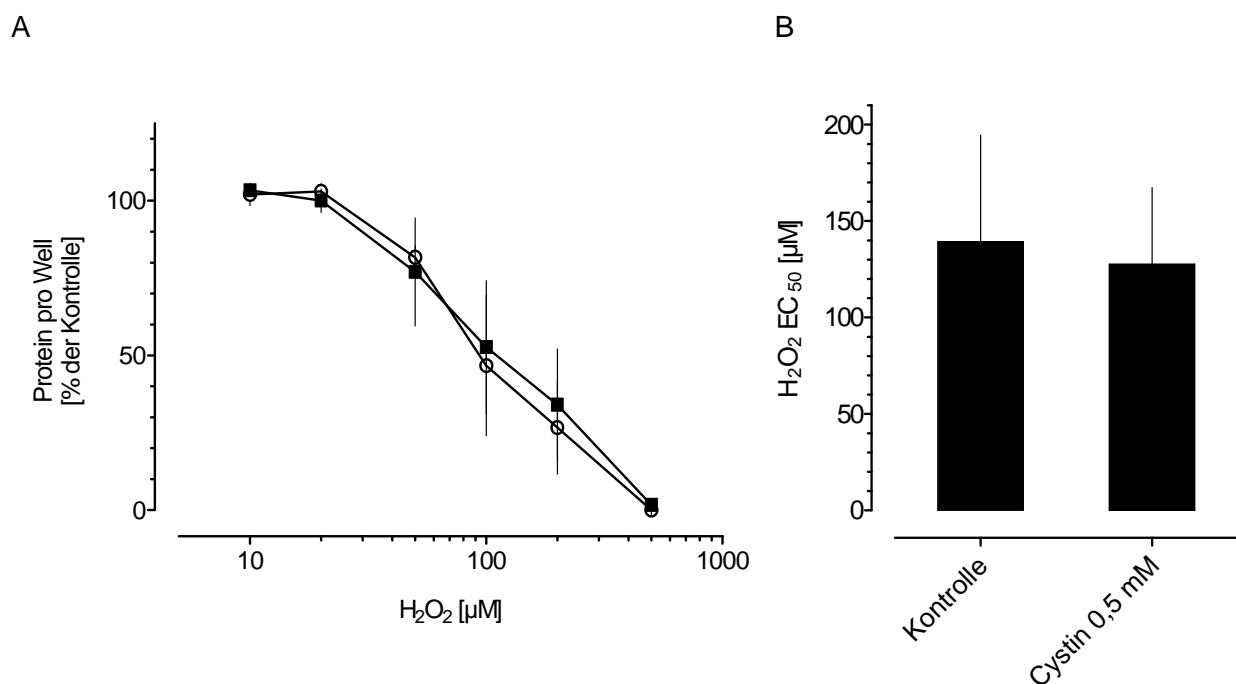 A
Protein pro Well
[% der Kontrolle]
100
50
0
10
100
1000
H₂O₂ [µM]
B
H₂O₂ EC₅₀ [µM]
200
150
100
50
0
Kontrolle
Cystin 0,5 mM